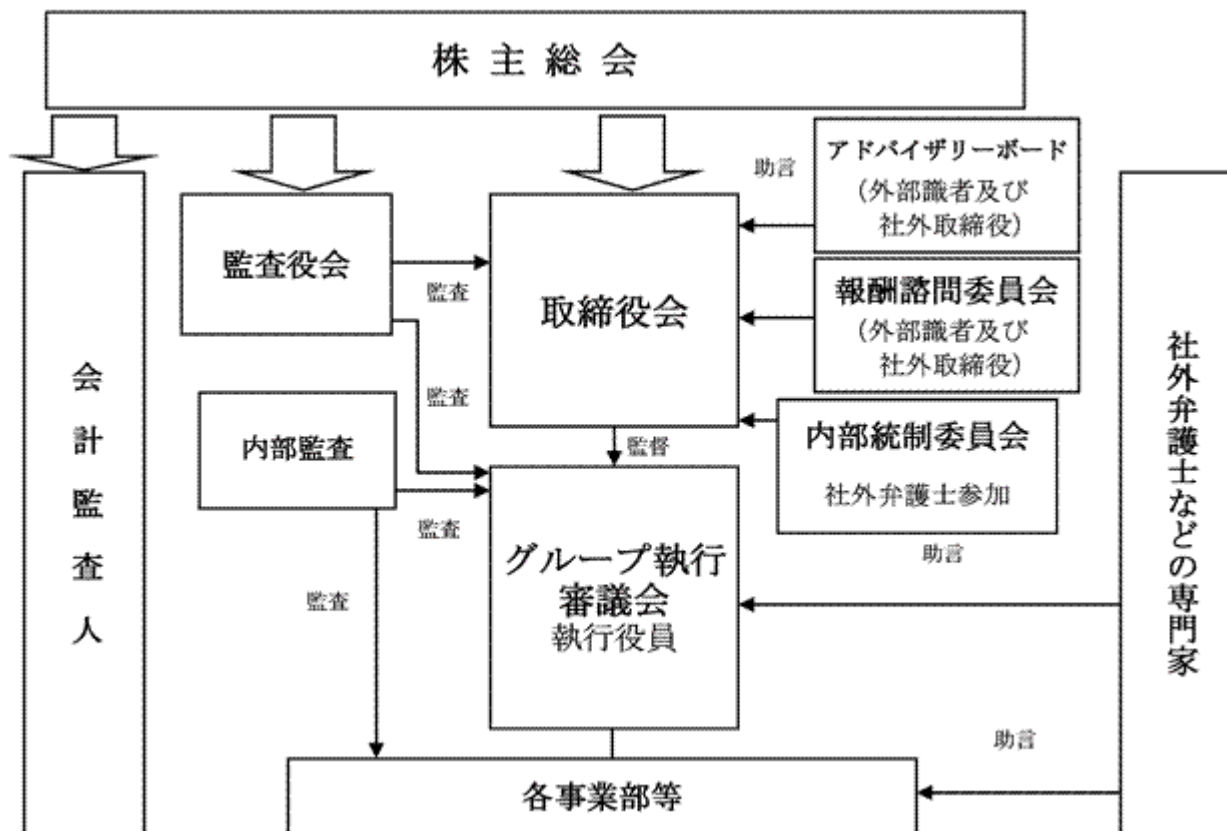 株主総会
アドバイザリーボード
（外部識者及び
社外取締役）
助言
監査役会
監査
取締役会
報酬諮問委員会
（外部識者及び
社外取締役）
会計監査人
監査
内部監査
監査
監督
内部統制委員会
社外弁護士参加
助言
社外弁護士などの専門家
グループ執行
審議会
執行役員
監査
助言
各事業部等